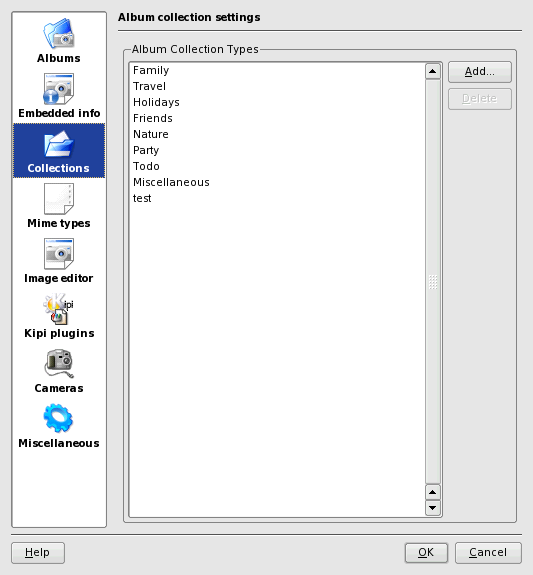 Album collection settings
Albums
Embedded info
Collections
Mime types
Image editor
Kipi
Kipi plugins
Cameras
Miscellaneous
Album Collection Types
Family
Travel
Holidays
Friends
Nature
Party
Todo
Miscellaneous
test
Add...
Delete
Help
OK
Cancel